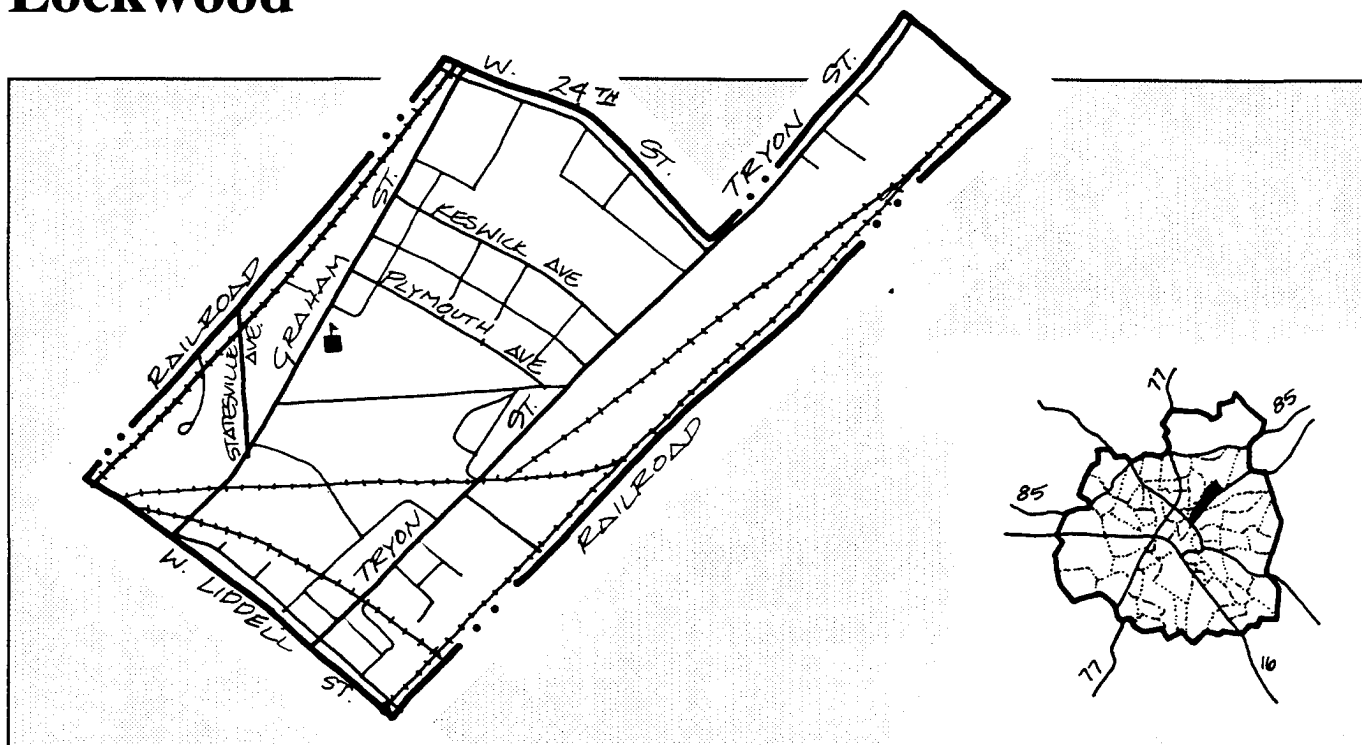 Lockwood
W. 24TH ST.
TRYON ST.
GRAHAM ST.
KESWICK AVE
PLYMOUTH AVE
RAILROAD
STATESVILLE AVE.
TRYON ST.
RAILROAD
W. LIDDELL ST.
77
85
85
77
16